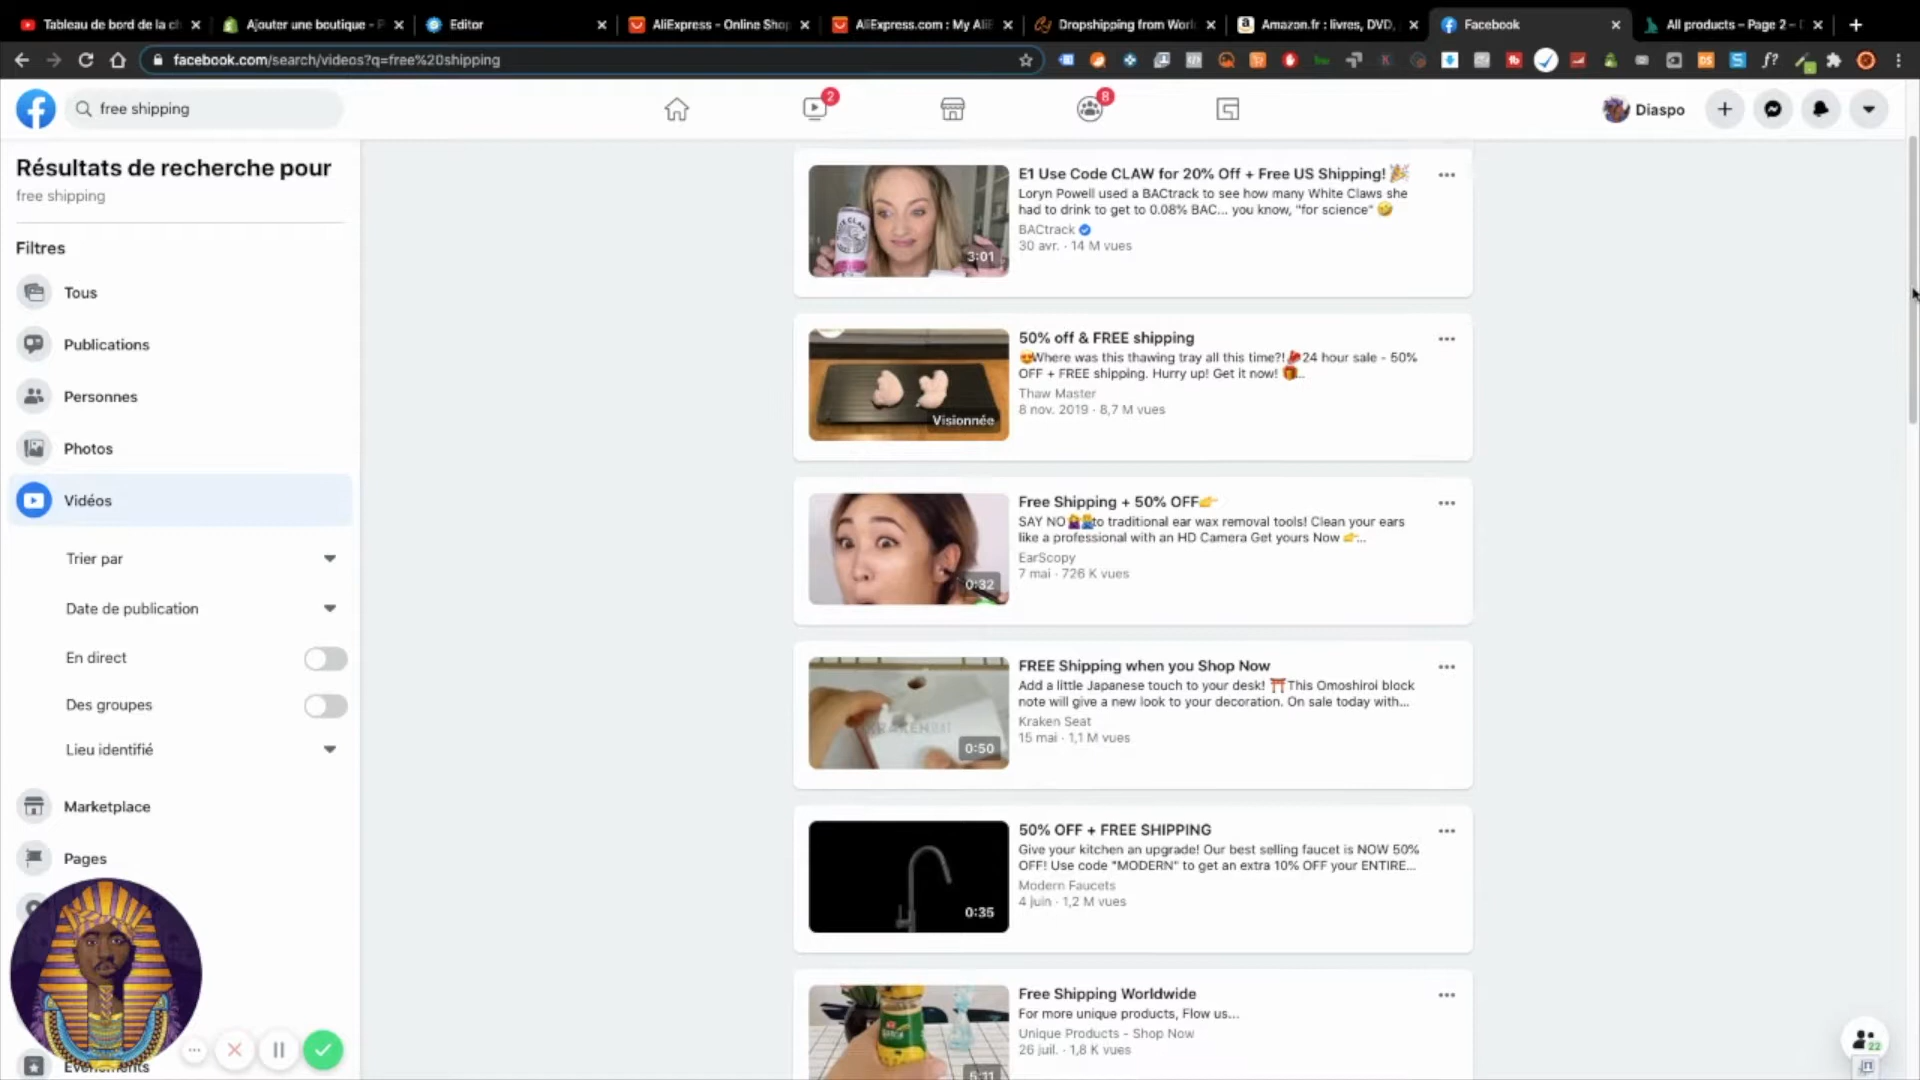 Tableau de bord de la ch
Ajouter une boutique - P
Editor
AliExpress - Online Shop
AliExpress.com : My AliE
Dropshipping from Worl
Amazon.fr : livres, DVD,
Facebook
All products – Page 2 –
facebook.com/search/videos?q=free%20shipping
free shipping
2
8
Diaspo
Résultats de recherche pour
free shipping
Filtres
Tous
Publications
Personnes
Photos
Vidéos
Trier par
Date de publication
En direct
Des groupes
Lieu identifié
Marketplace
Pages
Evénements
E1 Use Code CLAW for 20% Off + Free US Shipping! 🎉
Loryn Powell used a BACtrack to see how many White Claws she
had to drink to get to 0.08% BAC... you know, "for science" 🤣
BACtrack
30 avr. · 14 M vues
3:01
50% off & FREE shipping
😍Where was this thawing tray all this time?!🥩24 hour sale - 50%
OFF + FREE shipping. Hurry up! Get it now! 🎁...
Thaw Master
8 nov. 2019 · 8,7 M vues
Visionnée
Free Shipping + 50% OFF👉
SAY NO🙅‍♀️🙅‍♂️to traditional ear wax removal tools! Clean your ears
like a professional with an HD Camera Get yours Now 👉...
EarScopy
7 mai · 726 K vues
0:32
FREE Shipping when you Shop Now
Add a little Japanese touch to your desk! ⛩️This Omoshiroi block
note will give a new look to your decoration. On sale today with...
Kraken Seat
15 mai · 1,1 M vues
0:50
50% OFF + FREE SHIPPING
Give your kitchen an upgrade! Our best selling faucet is NOW 50%
OFF! Use code "MODERN" to get an extra 10% OFF your ENTIRE...
Modern Faucets
4 juin · 1,2 M vues
0:35
Free Shipping Worldwide
For more unique products, Flow us...
Unique Products - Shop Now
26 juil. · 1,8 K vues
5:11
22